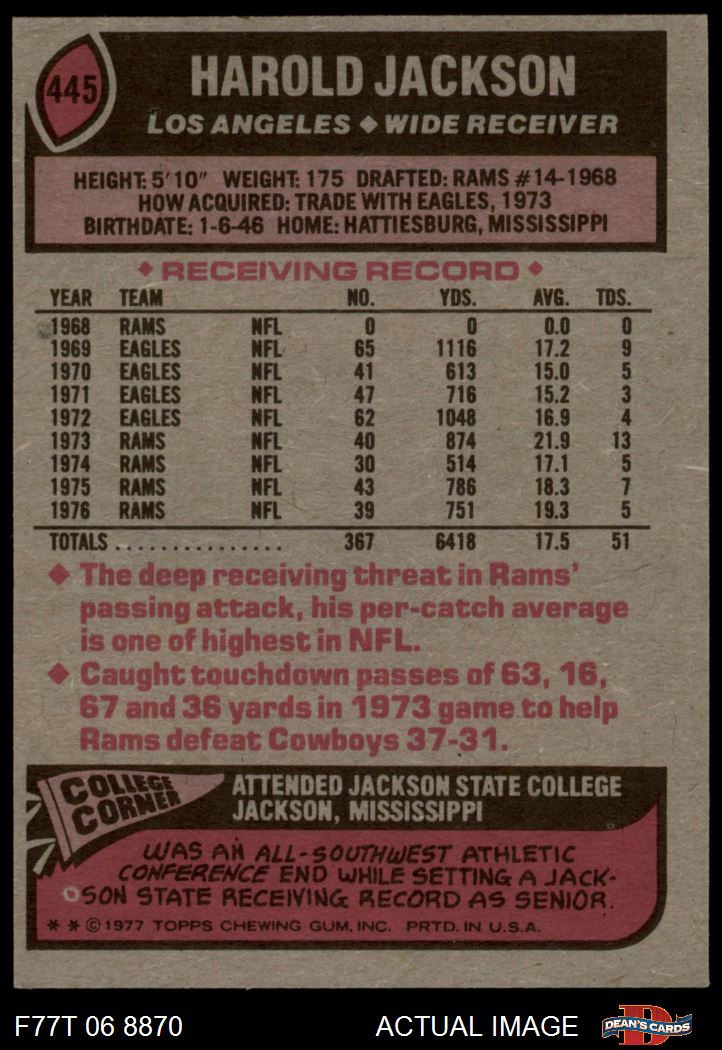 445
HAROLD JACKSON
LOS ANGELES ◆ WIDE RECEIVER
HEIGHT: 5'10" WEIGHT: 175 DRAFTED: RAMS #14-1968
HOW ACQUIRED: TRADE WITH EAGLES, 1973
BIRTHDATE: 1-6-46 HOME: HATTIESBURG, MISSISSIPPI
◆ RECEIVING RECORD ◆
YEAR TEAM NO. YDS. AVG. TDS.
1968 RAMS NFL 0 0 0.0 0
1969 EAGLES NFL 65 1116 17.2 9
1970 EAGLES NFL 41 613 15.0 5
1971 EAGLES NFL 47 716 15.2 3
1972 EAGLES NFL 62 1048 16.9 4
1973 RAMS NFL 40 874 21.9 13
1974 RAMS NFL 30 514 17.1 5
1975 RAMS NFL 43 786 18.3 7
1976 RAMS NFL 39 751 19.3 5
TOTALS ............... 367 6418 17.5 51
◆ The deep receiving threat in Rams'
passing attack, his per-catch average
is one of highest in NFL.
◆ Caught touchdown passes of 63, 16,
67 and 36 yards in 1973 game to help
Rams defeat Cowboys 37-31.
COLLEGE
CORNER
ATTENDED JACKSON STATE COLLEGE
JACKSON, MISSISSIPPI
WAS AN ALL-SOUTHWEST ATHLETIC
CONFERENCE END WHILE SETTING A JACK-
SON STATE RECEIVING RECORD AS SENIOR.
* * © 1977 TOPPS CHEWING GUM, INC. PRTD. IN U.S.A.
F77T 06 8870 ACTUAL IMAGE
D
DEAN'S CARDS